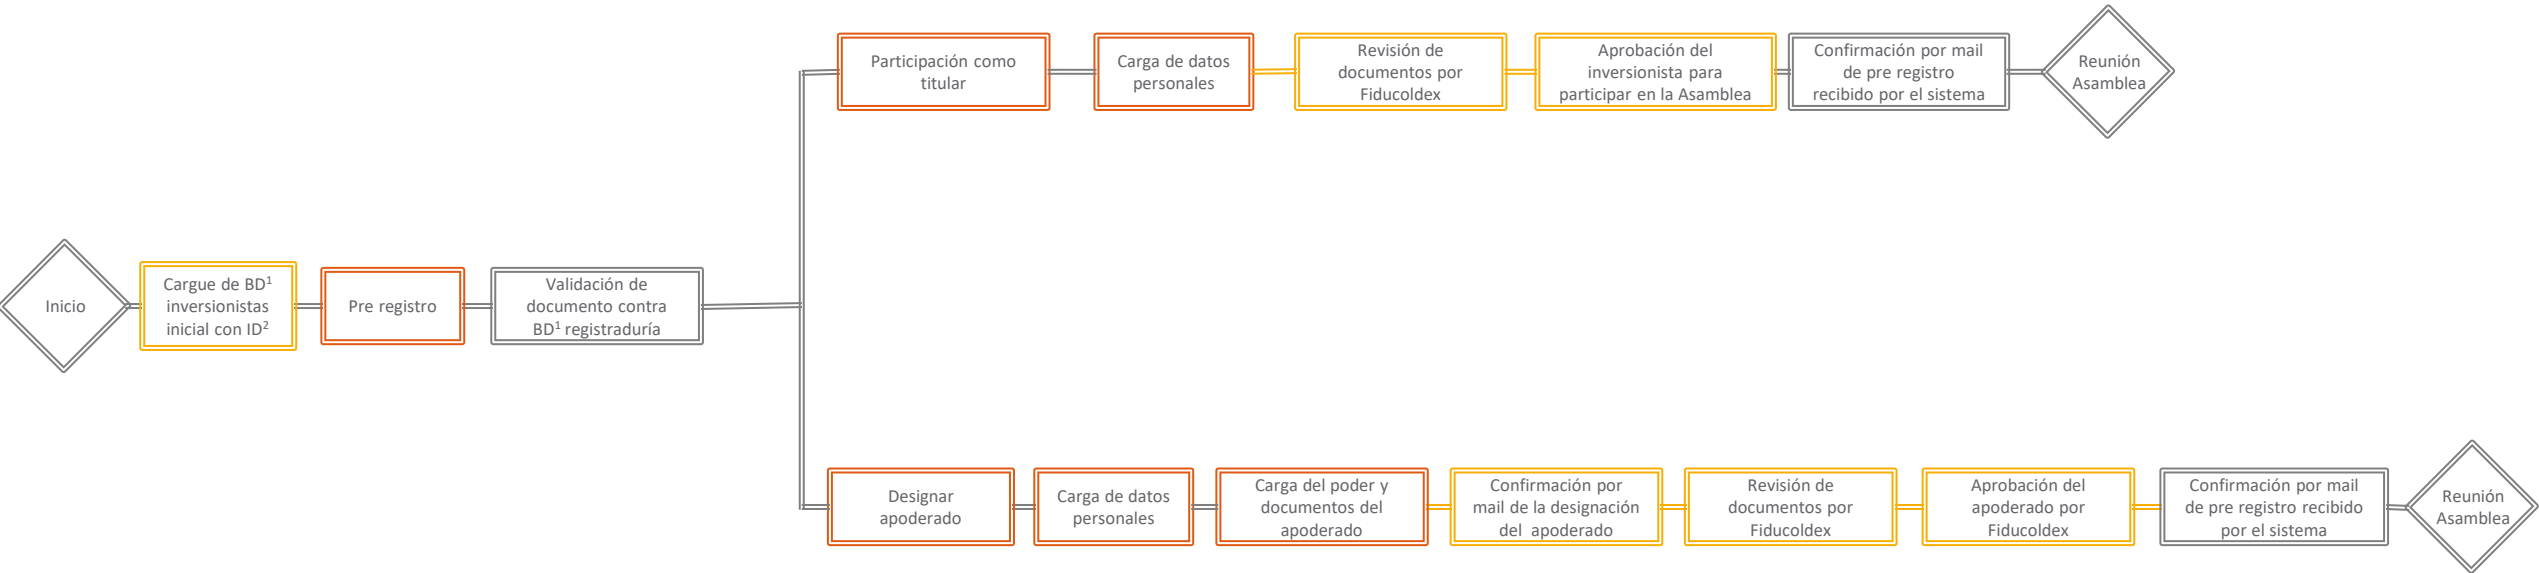 Participación como
titular
Carga de datos
personales
Revisión de
documentos por
Fiducoldex
Aprobación del
inversionista para
participar en la Asamblea
Confirmación por mail
de pre registro
recibido por el sistema
Reunión
Asamblea
Inicio
Cargue de BD¹
inversionistas
inicial con ID²
Pre registro
Validación de
documento contra
BD¹ registraduría
Designar
apoderado
Carga de datos
personales
Carga del poder y
documentos del
apoderado
Confirmación por
mail de la designación
del apoderado
Revisión de
documentos por
Fiducoldex
Aprobación del
apoderado por
Fiducoldex
Confirmación por mail
de pre registro recibido
por el sistema
Reunión
Asamblea